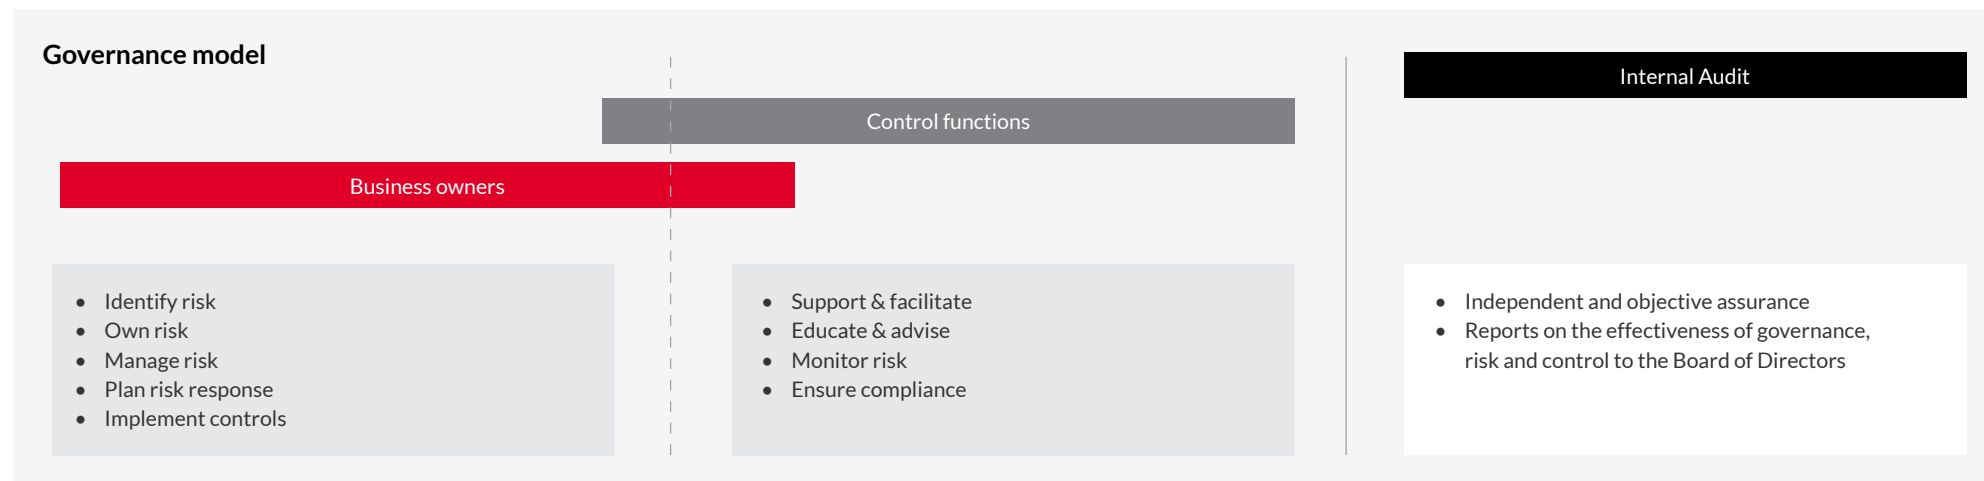 Governance model
Internal Audit
Control functions
Business owners
• Identify risk
• Own risk
• Manage risk
• Plan risk response
• Implement controls
• Support & facilitate
• Educate & advise
• Monitor risk
• Ensure compliance
• Independent and objective assurance
• Reports on the effectiveness of governance,
risk and control to the Board of Directors